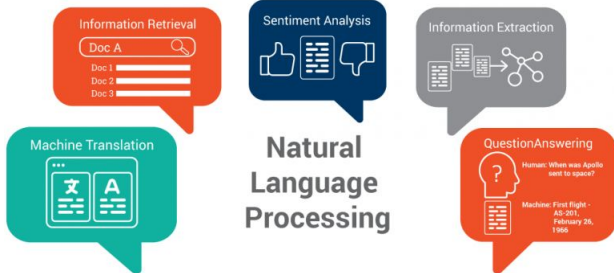 Information Retrieval
Doc A
Doc 1
Doc 2
Doc 3
Sentiment Analysis
Information Extraction
Machine Translation
文 A
Natural
Language
Processing
QuestionAnswering
?
Human: When was Apollo
sent to space?
Machine: First flight -
AS-201,
February 26,
1966